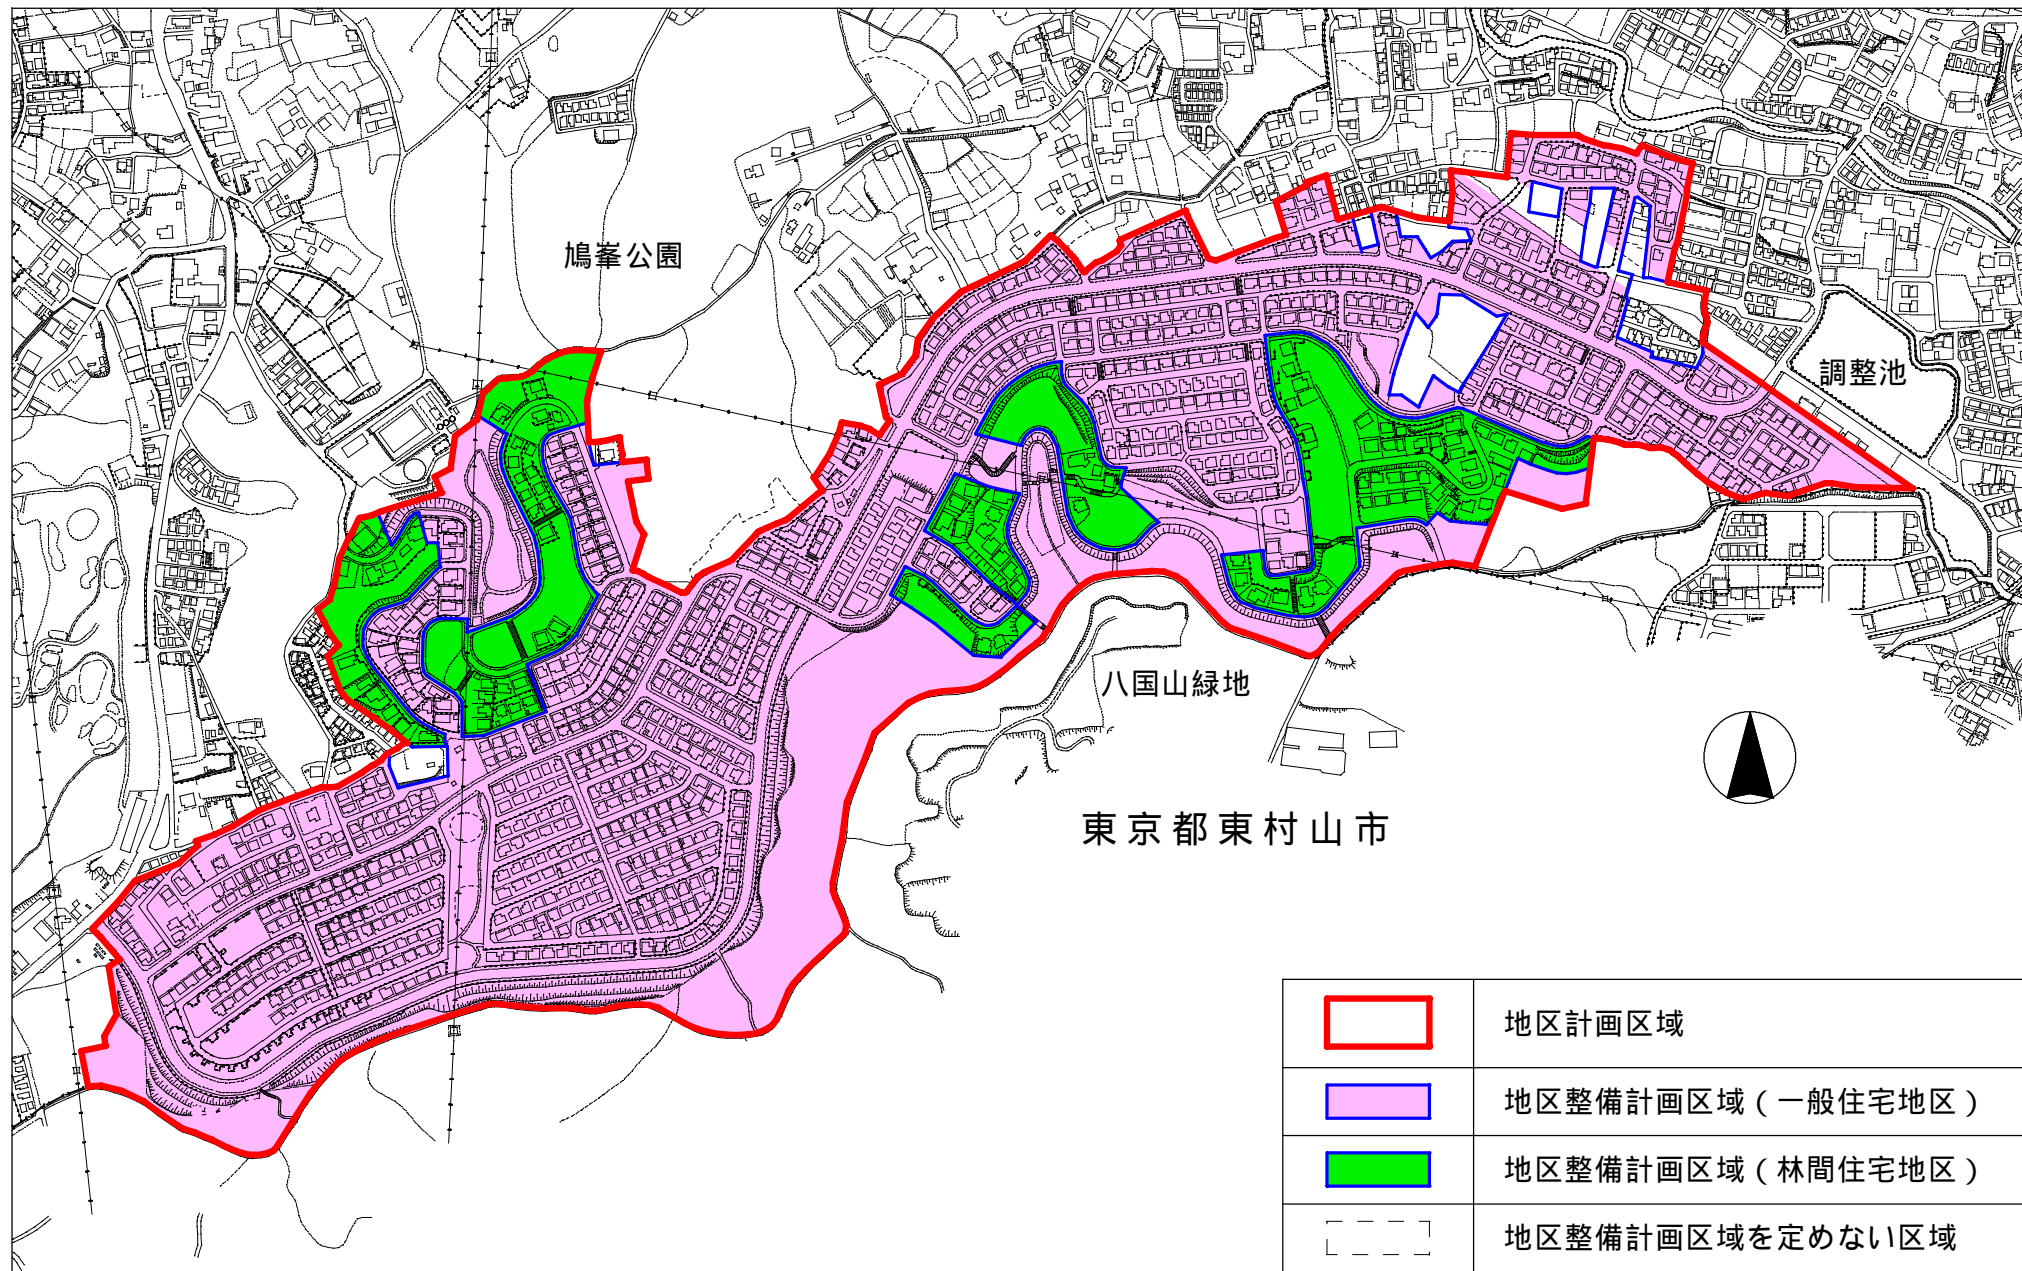 鳩峯公園
調整池
八国山緑地
東京都東村山市
地区計画区域
地区整備計画区域（一般住宅地区）
地区整備計画区域（林間住宅地区）
地区整備計画区域を定めない区域